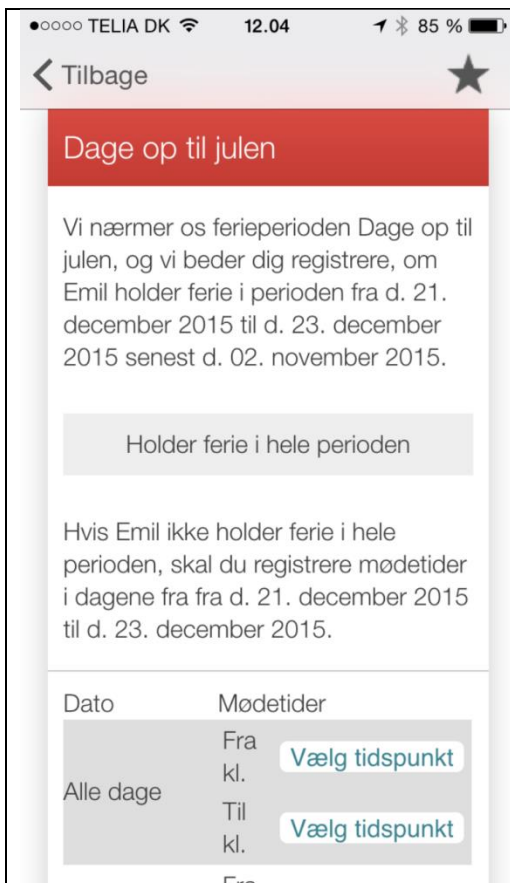 TELIA DK 12.04 85 %
Tilbage
Dage op til julen
Vi nærmer os ferieperioden Dage op til
julen, og vi beder dig registrere, om
Emil holder ferie i perioden fra d. 21.
december 2015 til d. 23. december
2015 senest d. 02. november 2015.
Holder ferie i hele perioden
Hvis Emil ikke holder ferie i hele
perioden, skal du registrere mødetider
i dagene fra fra d. 21. december 2015
til d. 23. december 2015.
Dato Mødetider
Alle dage
Fra
kl.
Vælg tidspunkt
Til
kl.
Vælg tidspunkt